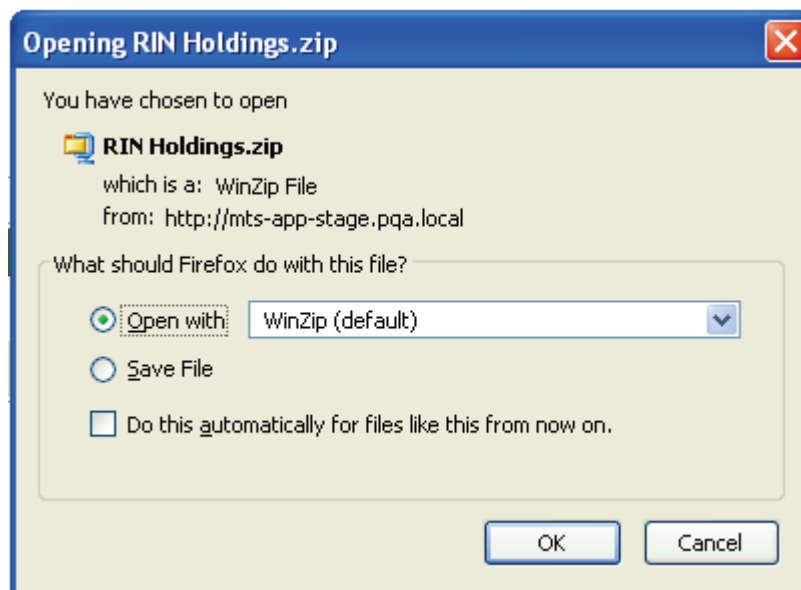 Opening RIN Holdings.zip
You have chosen to open
RIN Holdings.zip
which is a: WinZip File
from: http://mts-app-stage.pqa.local
What should Firefox do with this file?
Open with WinZip (default)
Save File
Do this automatically for files like this from now on.
OK Cancel